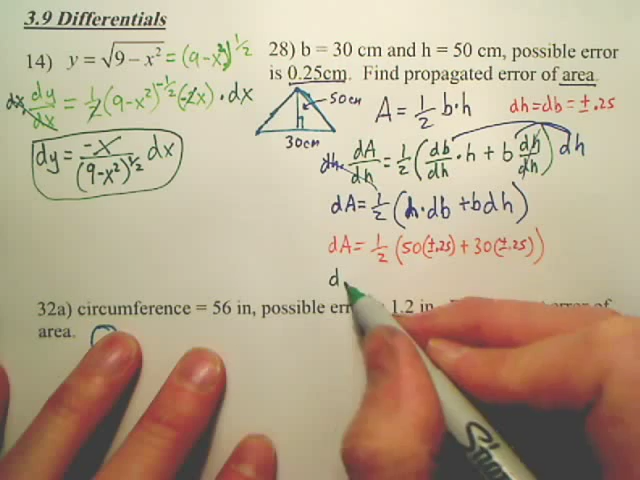 3.9 Differentials
14) y = √9 − x² = (9-x²)^1/2
dx dy/dx = 1/2 (9-x²)^-1/2 (-2x) · dx
dy = -x/(9-x²)^1/2 dx
28) b = 30 cm and h = 50 cm, possible error
is 0.25cm. Find propagated error of area.
50cm
h
30cm
A = 1/2 b·h
dh = db = ±.25
dh · dA/dh = 1/2 (db/dh · h + b dh/dh) dh
dA = 1/2 (h · db + bdh)
dA = 1/2 (50(±.25) + 30(±.25))
d
32a) circumference = 56 in, possible 1.2 in. of
area.
Sha